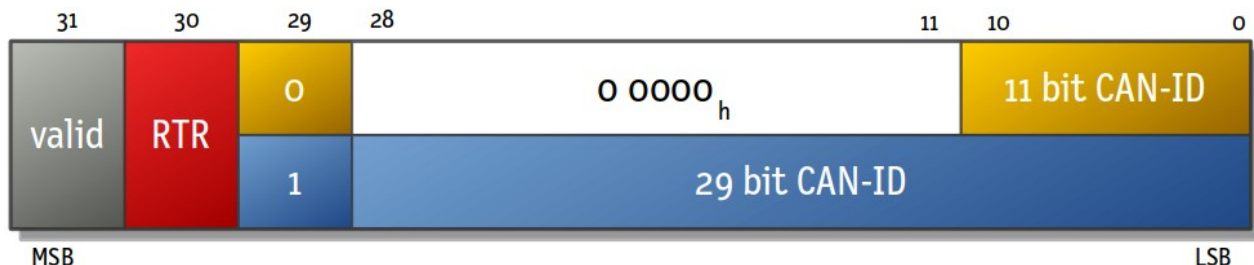 31 30 29 28 11 10 0
valid RTR 0 0 0000h 11 bit CAN-ID
1 29 bit CAN-ID
MSB LSB